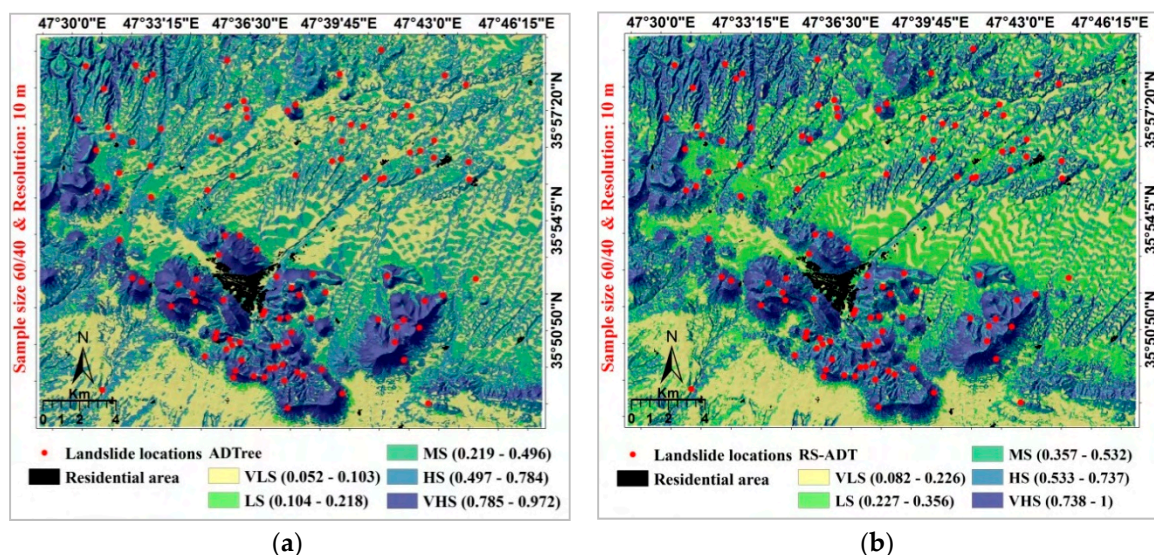 47°30'0"E 47°33'15"E 47°36'30"E 47°39'45"E 47°43'0"E 47°46'15"E
Sample size 60/40 & Resolution: 10 m
35°57'20"N
35°54'5"N
35°50'50"N
N
Km
0 1 2 4
Landslide locations ADTree
Residential area
VLS (0.052 - 0.103)
LS (0.104 - 0.218)
MS (0.219 - 0.496)
HS (0.497 - 0.784)
VHS (0.785 - 0.972)
(a)
47°30'0"E 47°33'15"E 47°36'30"E 47°39'45"E 47°43'0"E 47°46'15"E
Sample size 60/40 & Resolution: 10 m
35°57'20"N
35°54'5"N
35°50'50"N
N
Km
0 1 2 4
Landslide locations RS-ADT
Residential area
VLS (0.082 - 0.226)
LS (0.227 - 0.356)
MS (0.357 - 0.532)
HS (0.533 - 0.737)
VHS (0.738 - 1)
(b)